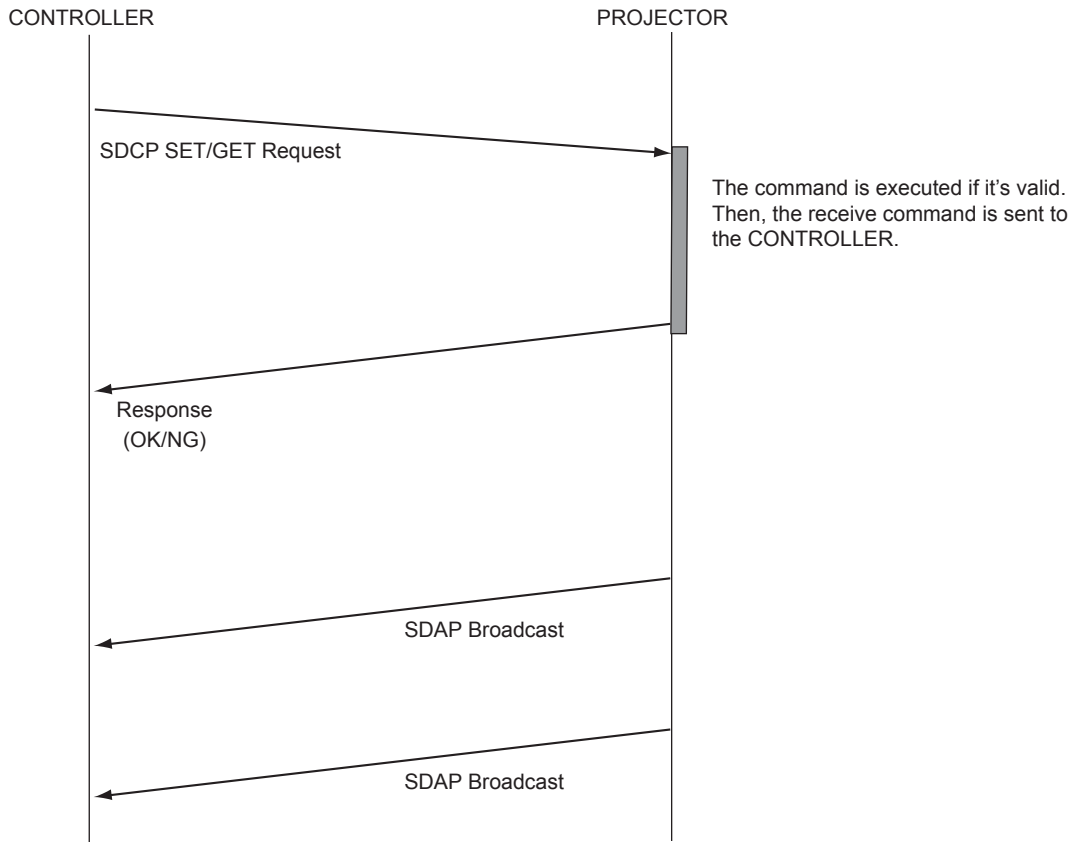 CONTROLLER
PROJECTOR
SDCP SET/GET Request
The command is executed if it's valid.
Then, the receive command is sent to
the CONTROLLER.
Response
(OK/NG)
SDAP Broadcast
SDAP Broadcast